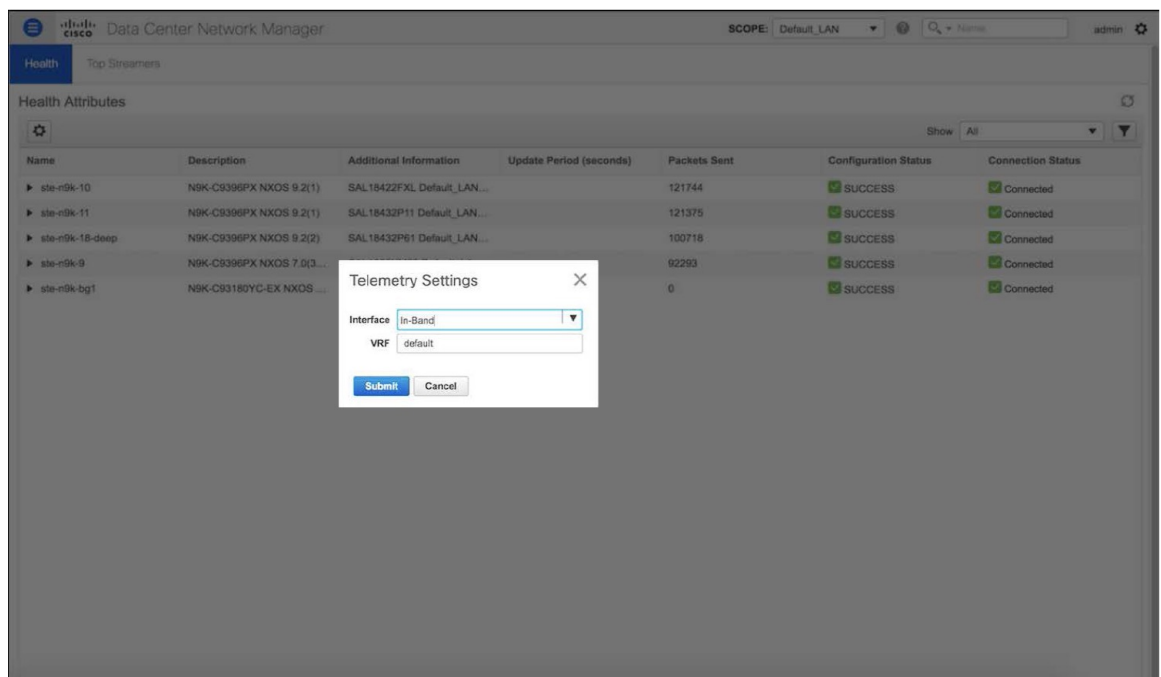 CISCO Data Center Network Manager SCOPE: Default_LAN Name admin
Health Top Streamers
Health Attributes
Show All
Name Description Additional Information Update Period (seconds) Packets Sent Configuration Status Connection Status
ste-n9k-10 N9K-C9396PX NXOS 9.2(1) SAL18422FXL Default_LAN... 121744 SUCCESS Connected
ste-n9k-11 N9K-C9396PX NXOS 9.2(1) SAL18432P11 Default_LAN... 121375 SUCCESS Connected
ste-n9k-18-deep N9K-C9396PX NXOS 9.2(2) SAL18432P61 Default_LAN... 100718 SUCCESS Connected
ste-n9k-9 N9K-C9396PX NXOS 7.0(3... 92293 SUCCESS Connected
ste-n9k-bg1 N9K-C93180YC-EX NXOS ... 0 SUCCESS Connected
Telemetry Settings
Interface In-Band
VRF default
Submit Cancel